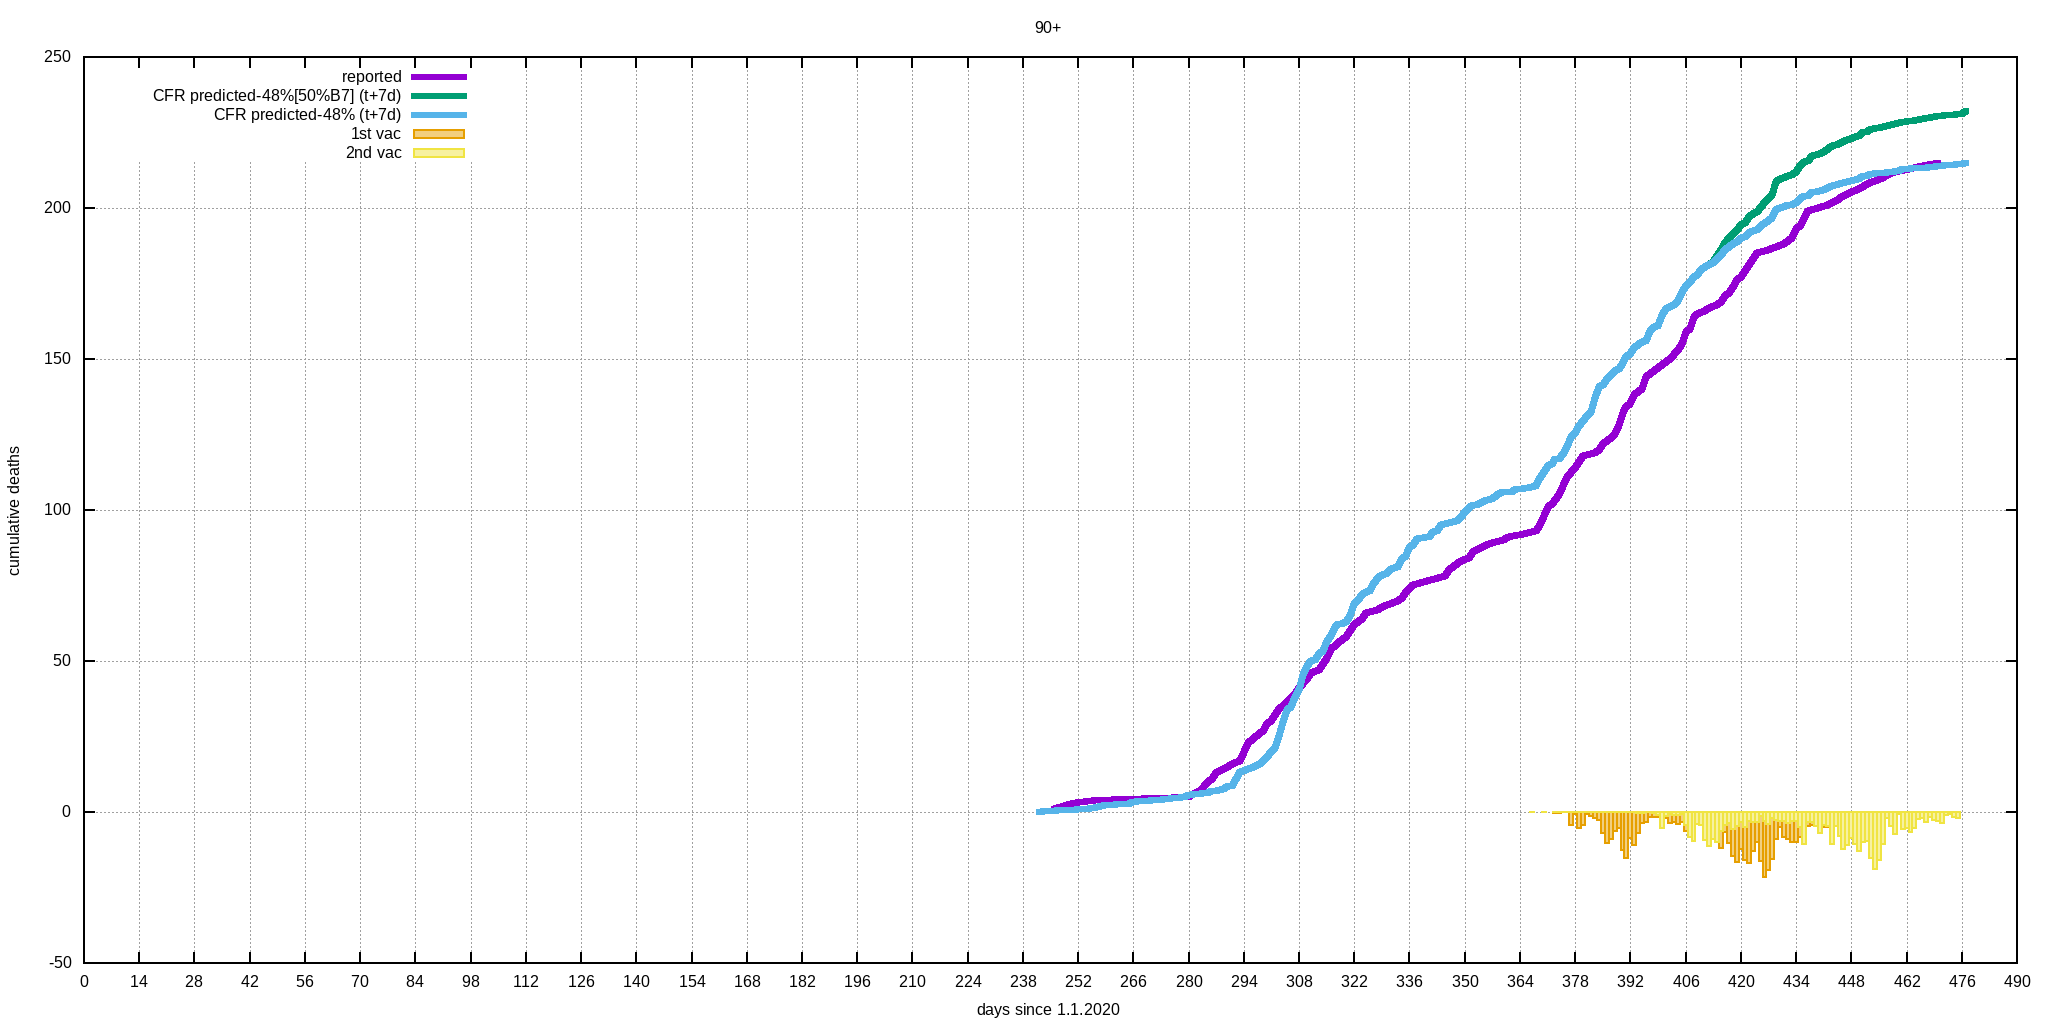 90+
250
200
150
100
50
0
-50
cumulative deaths
reported
CFR predicted-48%[50%B7] (t+7d)
CFR predicted-48% (t+7d)
1st vac
2nd vac
0 14 28 42 56 70 84 98 112 126 140 154 168 182 196 210 224 238 252 266 280 294 308 322 336 350 364 378 392 406 420 434 448 462 476 490
days since 1.1.2020